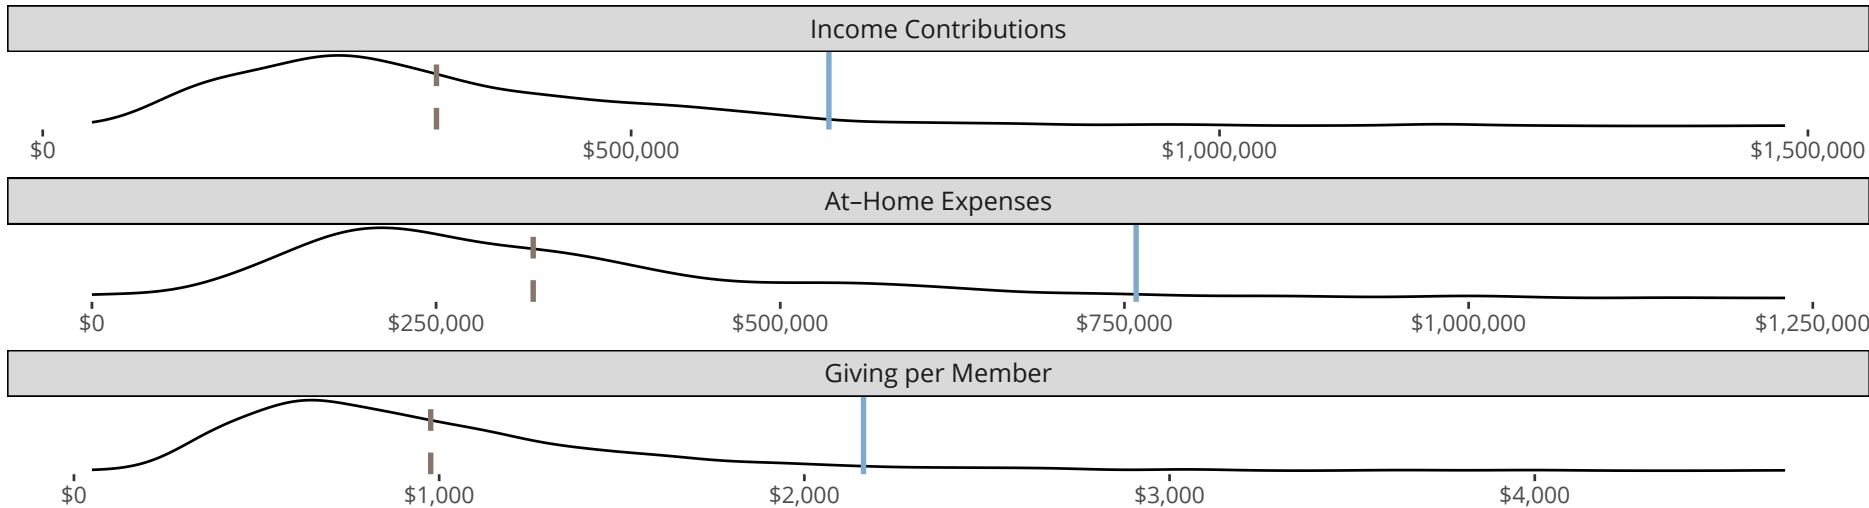 Income Contributions
$0 $500,000 $1,000,000 $1,500,000
At–Home Expenses
$0 $250,000 $500,000 $750,000 $1,000,000 $1,250,000
Giving per Member
$0 $1,000 $2,000 $3,000 $4,000